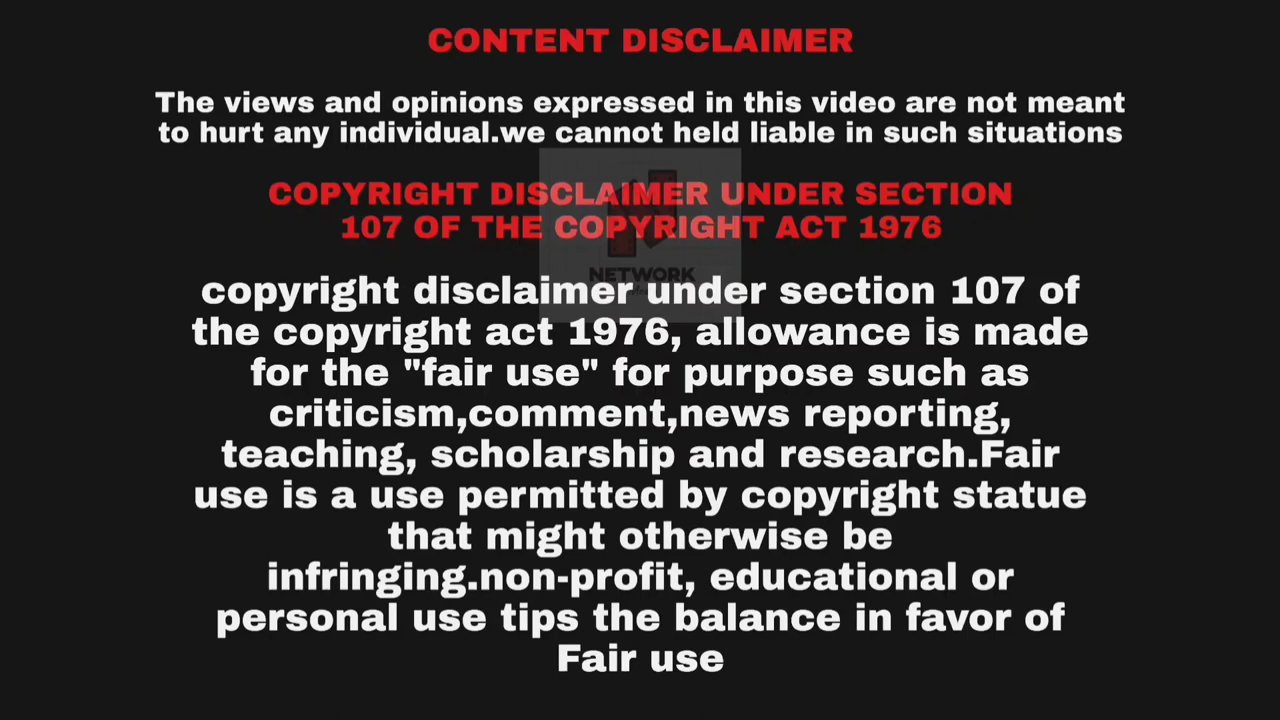 CONTENT DISCLAIMER
The views and opinions expressed in this video are not meant
to hurt any individual.we cannot held liable in such situations
COPYRIGHT DISCLAIMER UNDER SECTION
107 OF THE COPYRIGHT ACT 1976
NETWORK
copyright disclaimer under section 107 of
the copyright act 1976, allowance is made
for the "fair use" for purpose such as
criticism,comment,news reporting,
teaching, scholarship and research.Fair
use is a use permitted by copyright statue
that might otherwise be
infringing.non-profit, educational or
personal use tips the balance in favor of
Fair use